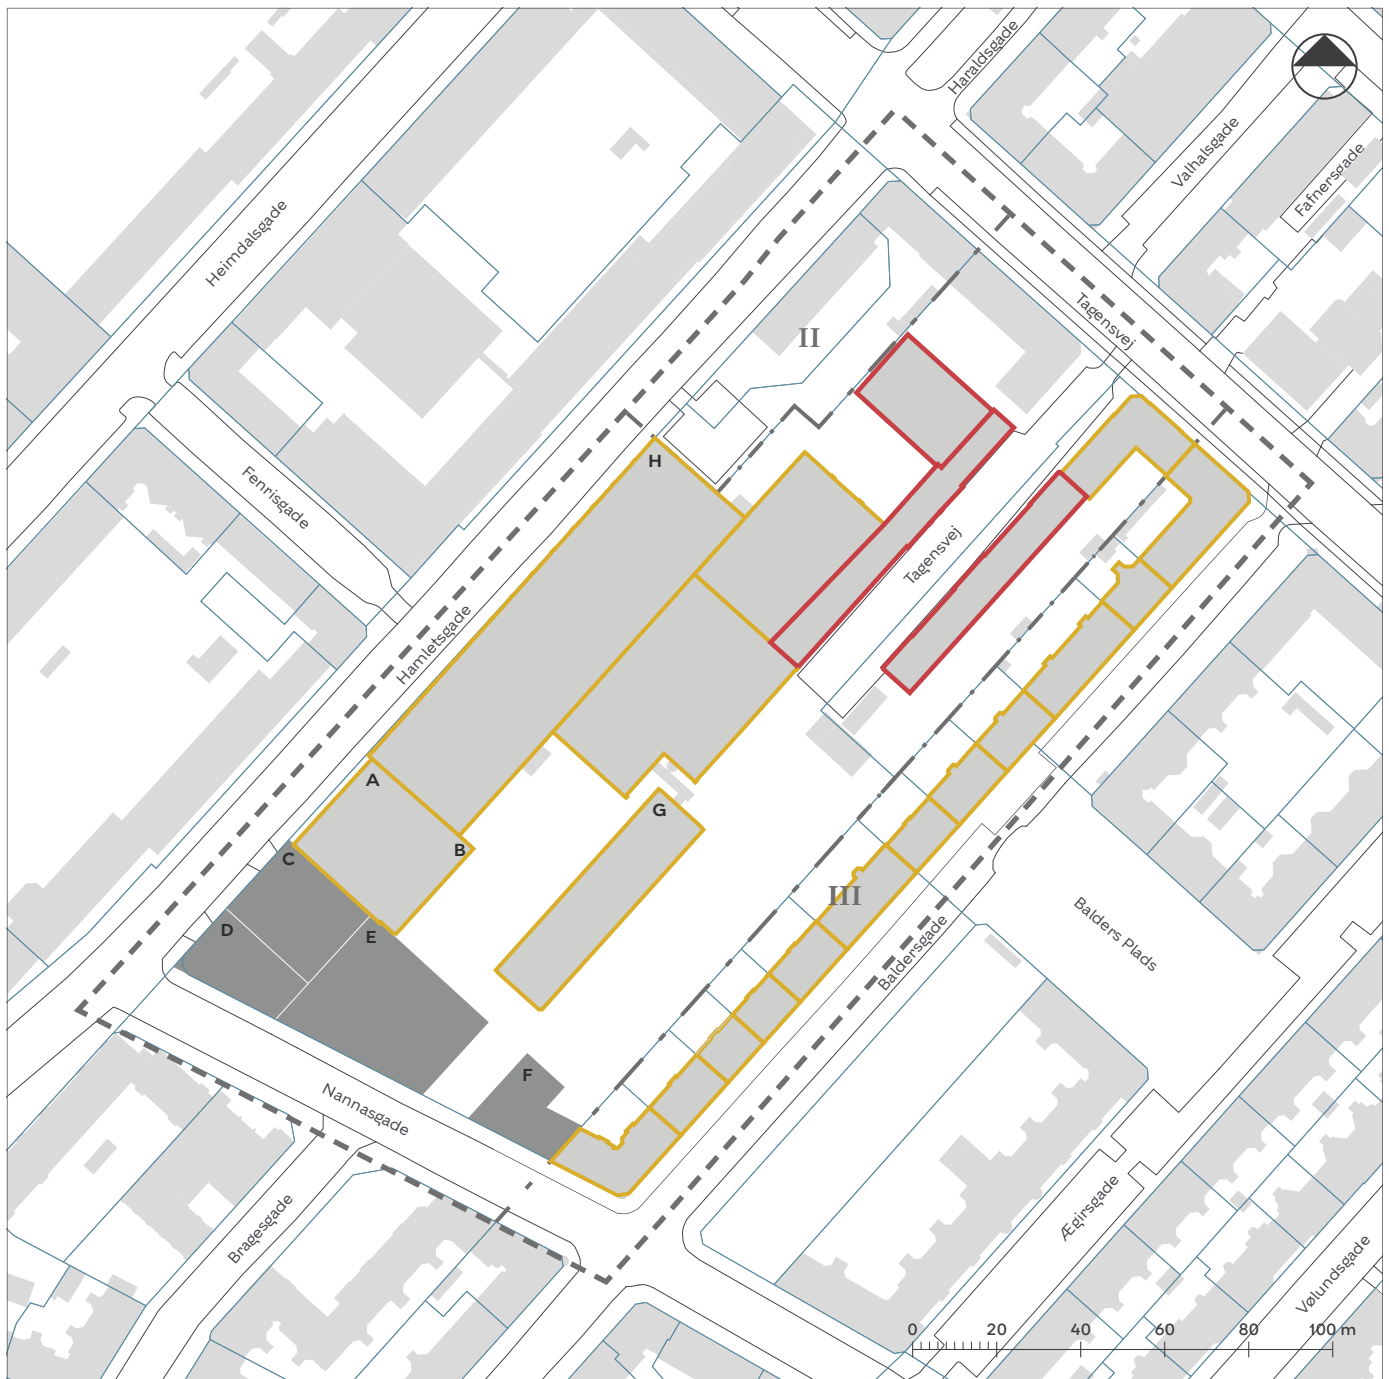 Haraldsgade
Valhalsgade
Fafnersgade
Heimdalsgade
Tagensvej
II
H
Fenrisgade
Tagensvej
Hamletsgade
A
G
B
C
III
D
E
Balders Plads
Baldersgade
F
Nannasgade
Bragesgade
Ægirsgade
Vølundsgade
0 20 40 60 80 100 m